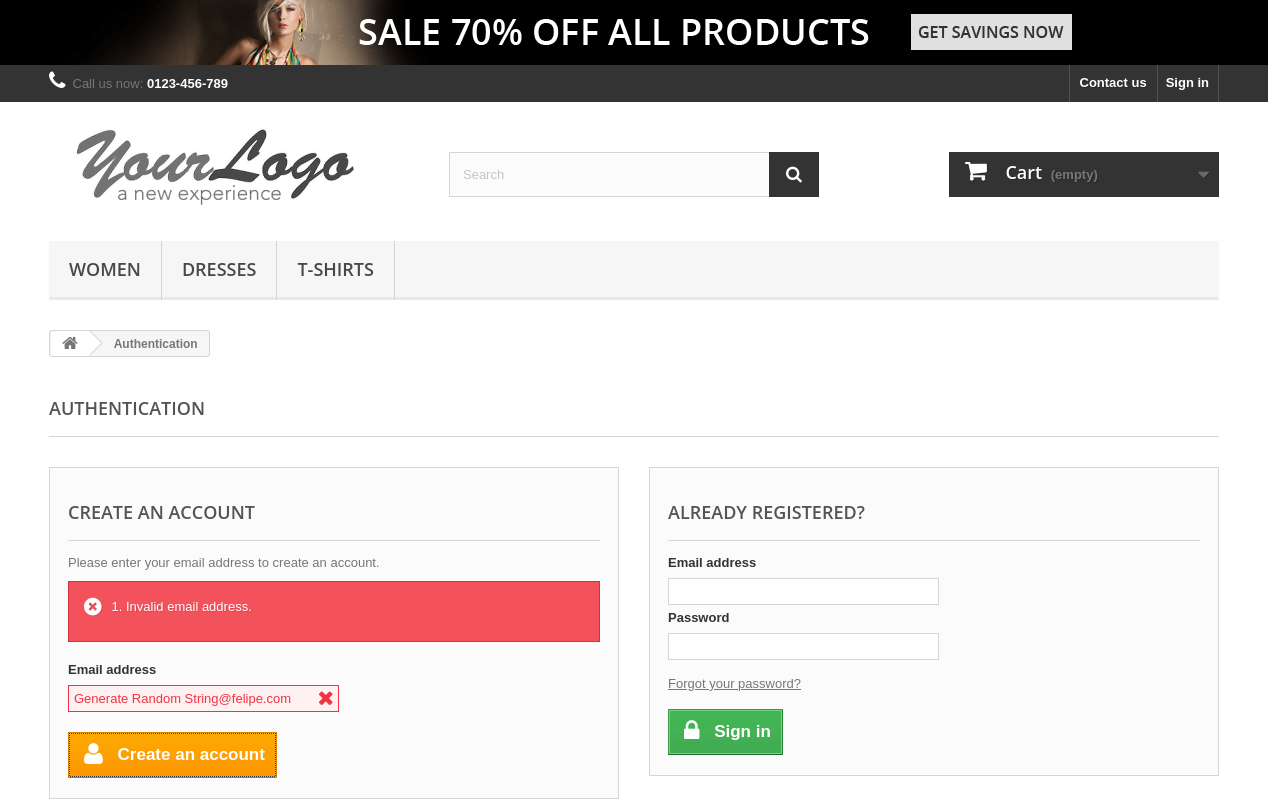 SALE 70% OFF ALL PRODUCTS
GET SAVINGS NOW
Call us now: 0123-456-789
Contact us
Sign in
YourLogo
a new experience
Search
Cart (empty)
WOMEN
DRESSES
T-SHIRTS
Authentication
AUTHENTICATION
CREATE AN ACCOUNT
Please enter your email address to create an account.
1. Invalid email address.
Email address
Generate Random String@felipe.com
Create an account
ALREADY REGISTERED?
Email address
Password
Forgot your password?
Sign in